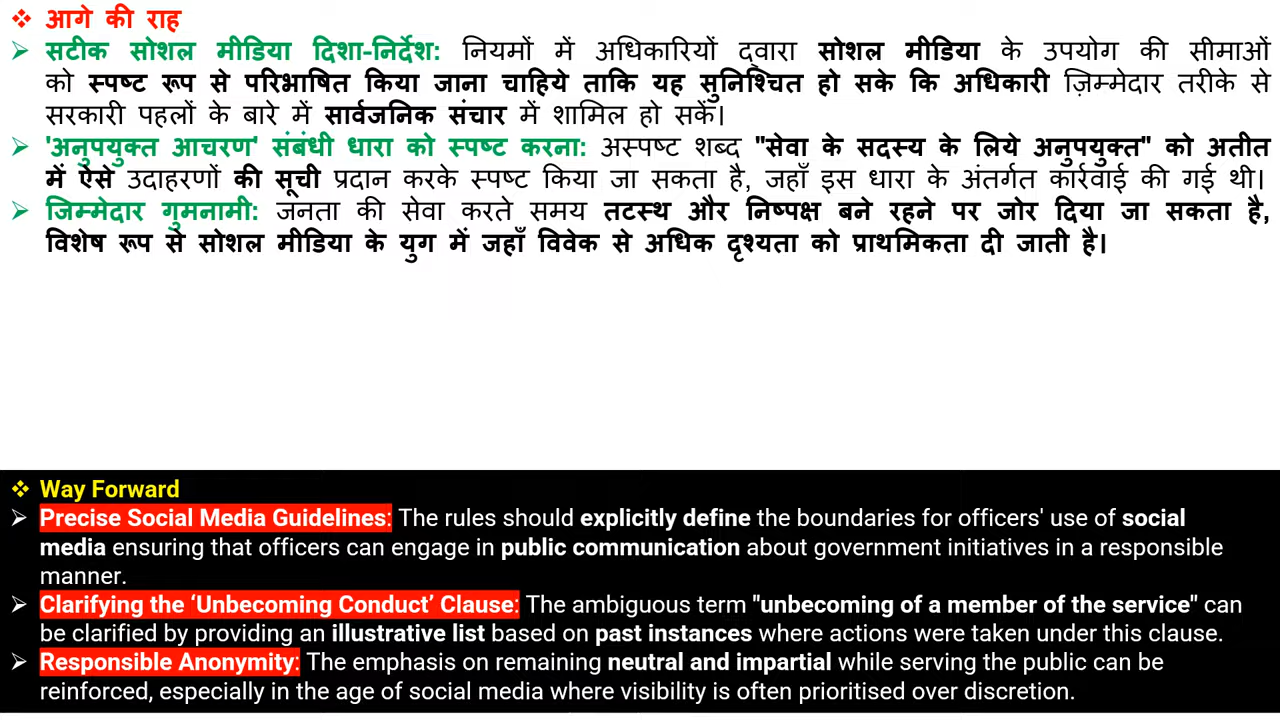 ❖ आगे की राह
➢ सटीक सोशल मीडिया दिशा-निर्देश: नियमों में अधिकारियों द्वारा सोशल मीडिया के उपयोग की सीमाओं
को स्पष्ट रूप से परिभाषित किया जाना चाहिये ताकि यह सुनिश्चित हो सके कि अधिकारी ज़िम्मेदार तरीके से
सरकारी पहलों के बारे में सार्वजनिक संचार में शामिल हो सकें।
➢ 'अनुपयुक्त आचरण' संबंधी धारा को स्पष्ट करना: अस्पष्ट शब्द "सेवा के सदस्य के लिये अनुपयुक्त" को अतीत
में ऐसे उदाहरणों की सूची प्रदान करके स्पष्ट किया जा सकता है, जहाँ इस धारा के अंतर्गत कार्रवाई की गई थी।
➢ जिम्मेदार गुमनामी: जनता की सेवा करते समय तटस्थ और निष्पक्ष बने रहने पर जोर दिया जा सकता है,
विशेष रूप से सोशल मीडिया के युग में जहाँ विवेक से अधिक दृश्यता को प्राथमिकता दी जाती है।
❖ Way Forward
➢ Precise Social Media Guidelines: The rules should explicitly define the boundaries for officers' use of social
media ensuring that officers can engage in public communication about government initiatives in a responsible
manner.
➢ Clarifying the ‘Unbecoming Conduct’ Clause: The ambiguous term "unbecoming of a member of the service" can
be clarified by providing an illustrative list based on past instances where actions were taken under this clause.
➢ Responsible Anonymity: The emphasis on remaining neutral and impartial while serving the public can be
reinforced, especially in the age of social media where visibility is often prioritised over discretion.